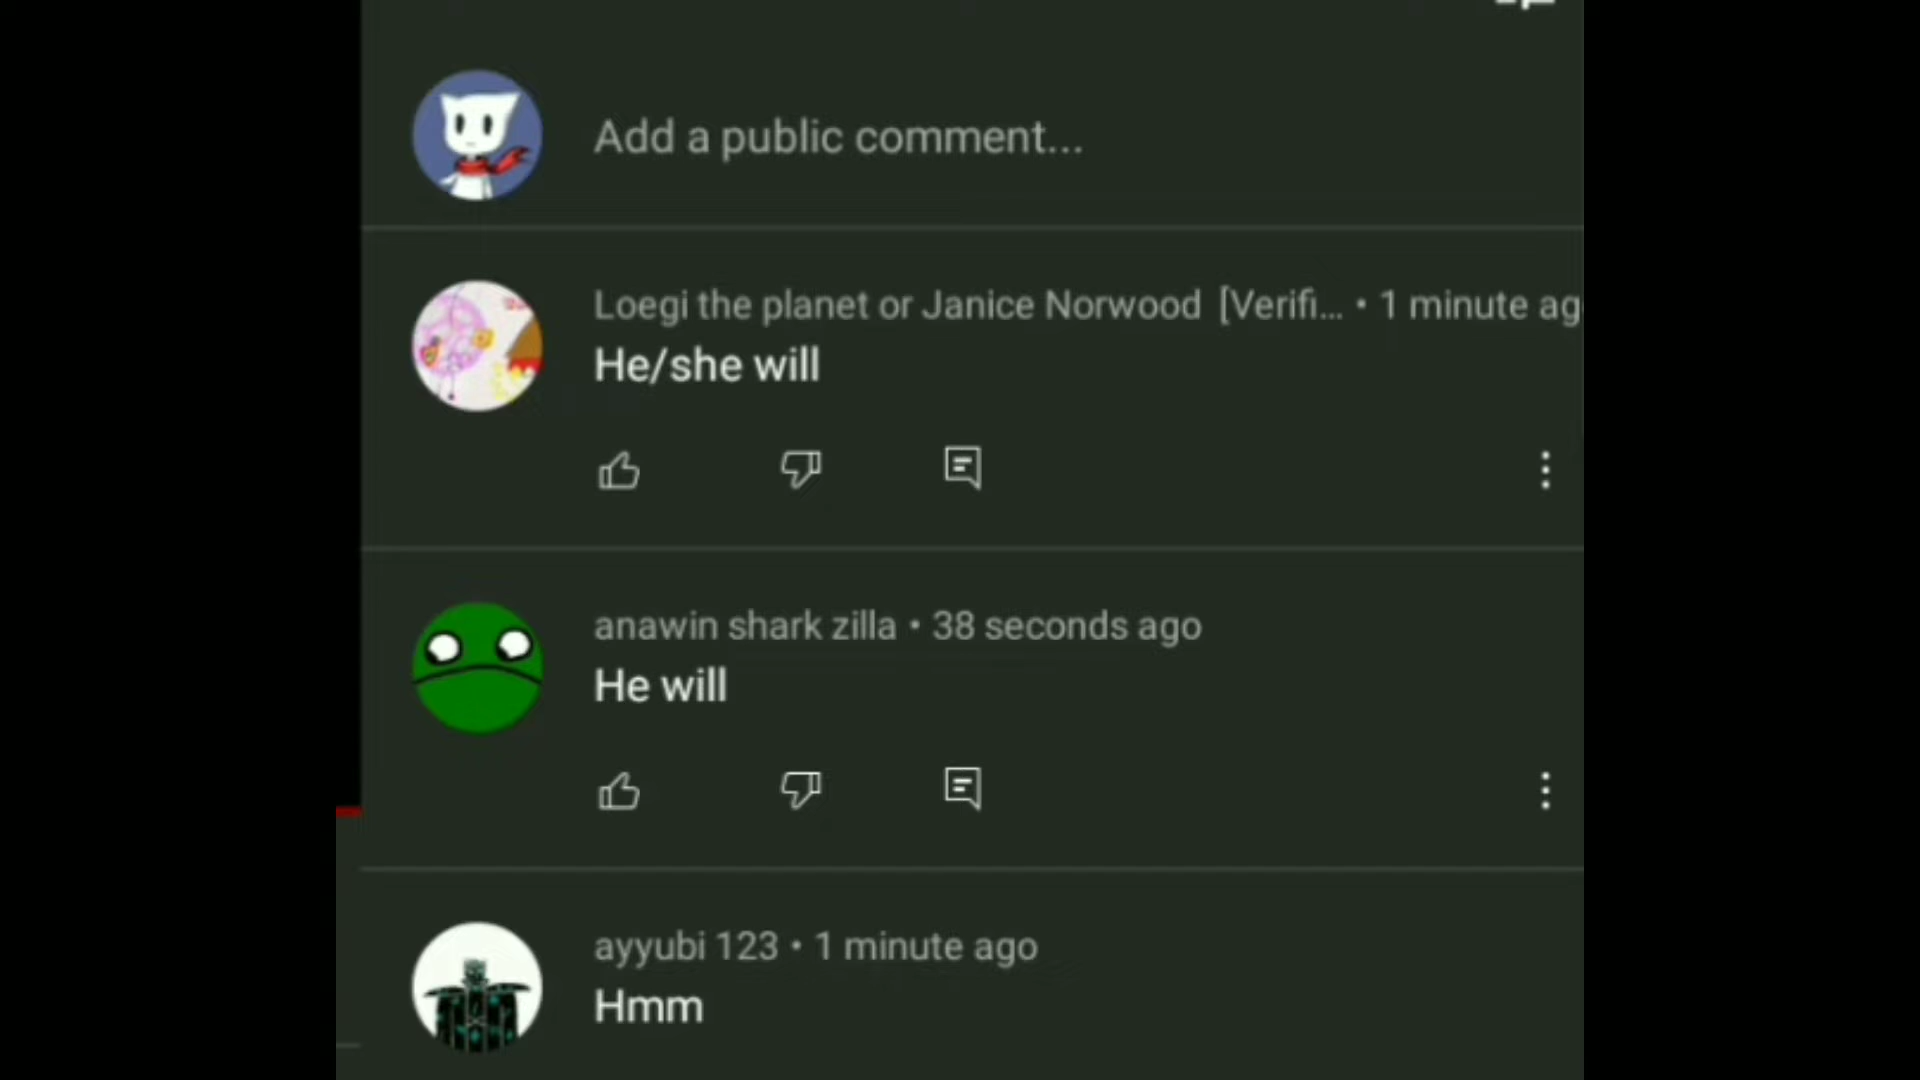 Add a public comment...
Loegi the planet or Janice Norwood [Verifi... • 1 minute ag
He/she will
anawin shark zilla • 38 seconds ago
He will
ayyubi 123 • 1 minute ago
Hmm